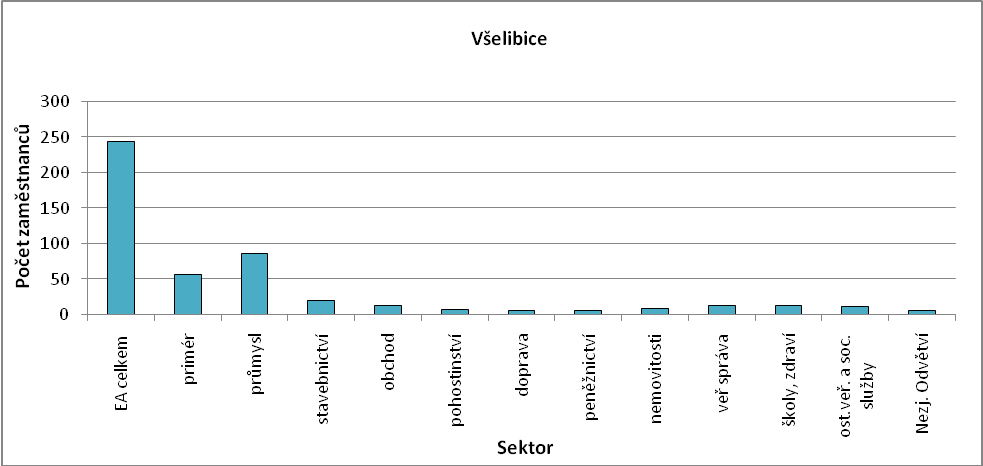 Všelibice
Počet zaměstnanců
300
250
200
150
100
50
0
EA celkem
primér
průmysl
stavebnictví
obchod
pohostinství
doprava
peněžnictví
nemovitosti
veř správa
školy, zdraví
ost.veř. a soc.
služby
Nezj. Odvětví
Sektor